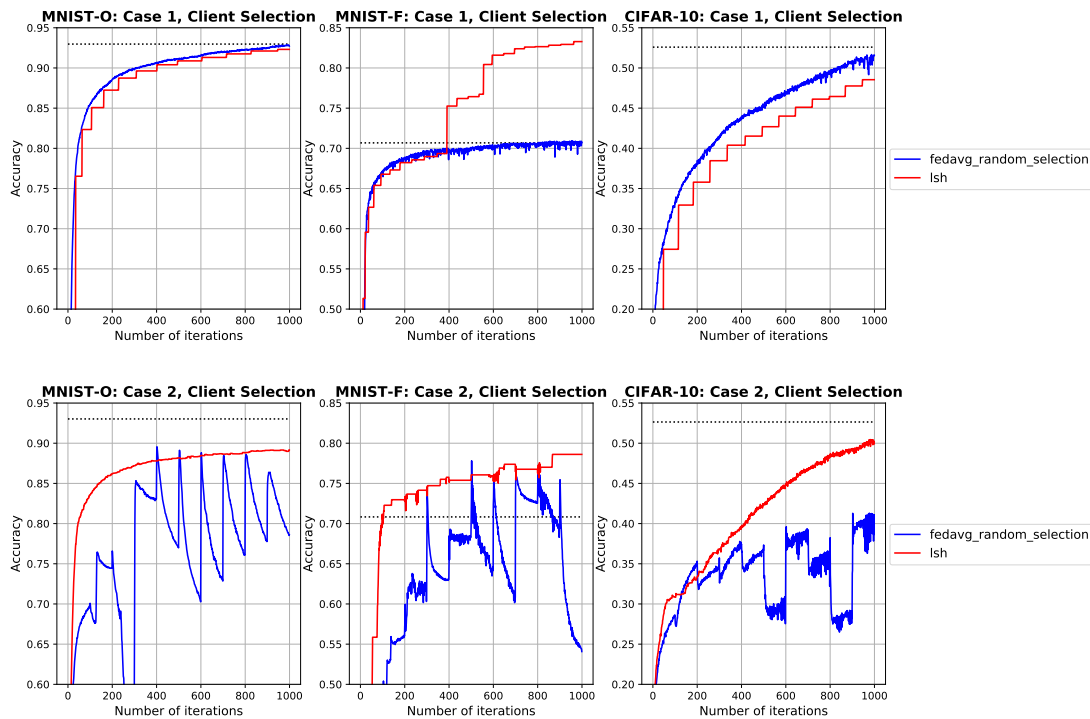 MNIST-O: Case 1, Client Selection
0.95
0.90
0.85
0.80
0.75
0.70
0.65
0.60
Accuracy
0 200 400 600 800 1000
Number of iterations
MNIST-F: Case 1, Client Selection
0.85
0.80
0.75
0.70
0.65
0.60
0.55
0.50
Accuracy
0 200 400 600 800 1000
Number of iterations
CIFAR-10: Case 1, Client Selection
0.55
0.50
0.45
0.40
0.35
0.30
0.25
0.20
Accuracy
0 200 400 600 800 1000
Number of iterations
fedavg_random_selection
lsh
MNIST-O: Case 2, Client Selection
0.95
0.90
0.85
0.80
0.75
0.70
0.65
0.60
Accuracy
0 200 400 600 800 1000
Number of iterations
MNIST-F: Case 2, Client Selection
0.85
0.80
0.75
0.70
0.65
0.60
0.55
0.50
Accuracy
0 200 400 600 800 1000
Number of iterations
CIFAR-10: Case 2, Client Selection
0.55
0.50
0.45
0.40
0.35
0.30
0.25
0.20
Accuracy
0 200 400 600 800 1000
Number of iterations
fedavg_random_selection
lsh